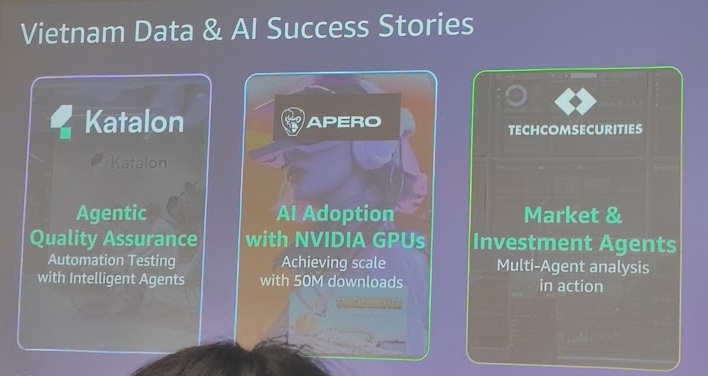 Vietnam Data & AI Success Stories
Katalon
Katalon
Agentic
Quality Assurance
Automation Testing
with Intelligent Agents
APERO
AI Adoption
with NVIDIA GPUs
Achieving scale
with 50M downloads
TECHCOMSECURITIES
Market &
Investment Agents
Multi-Agent analysis
in action